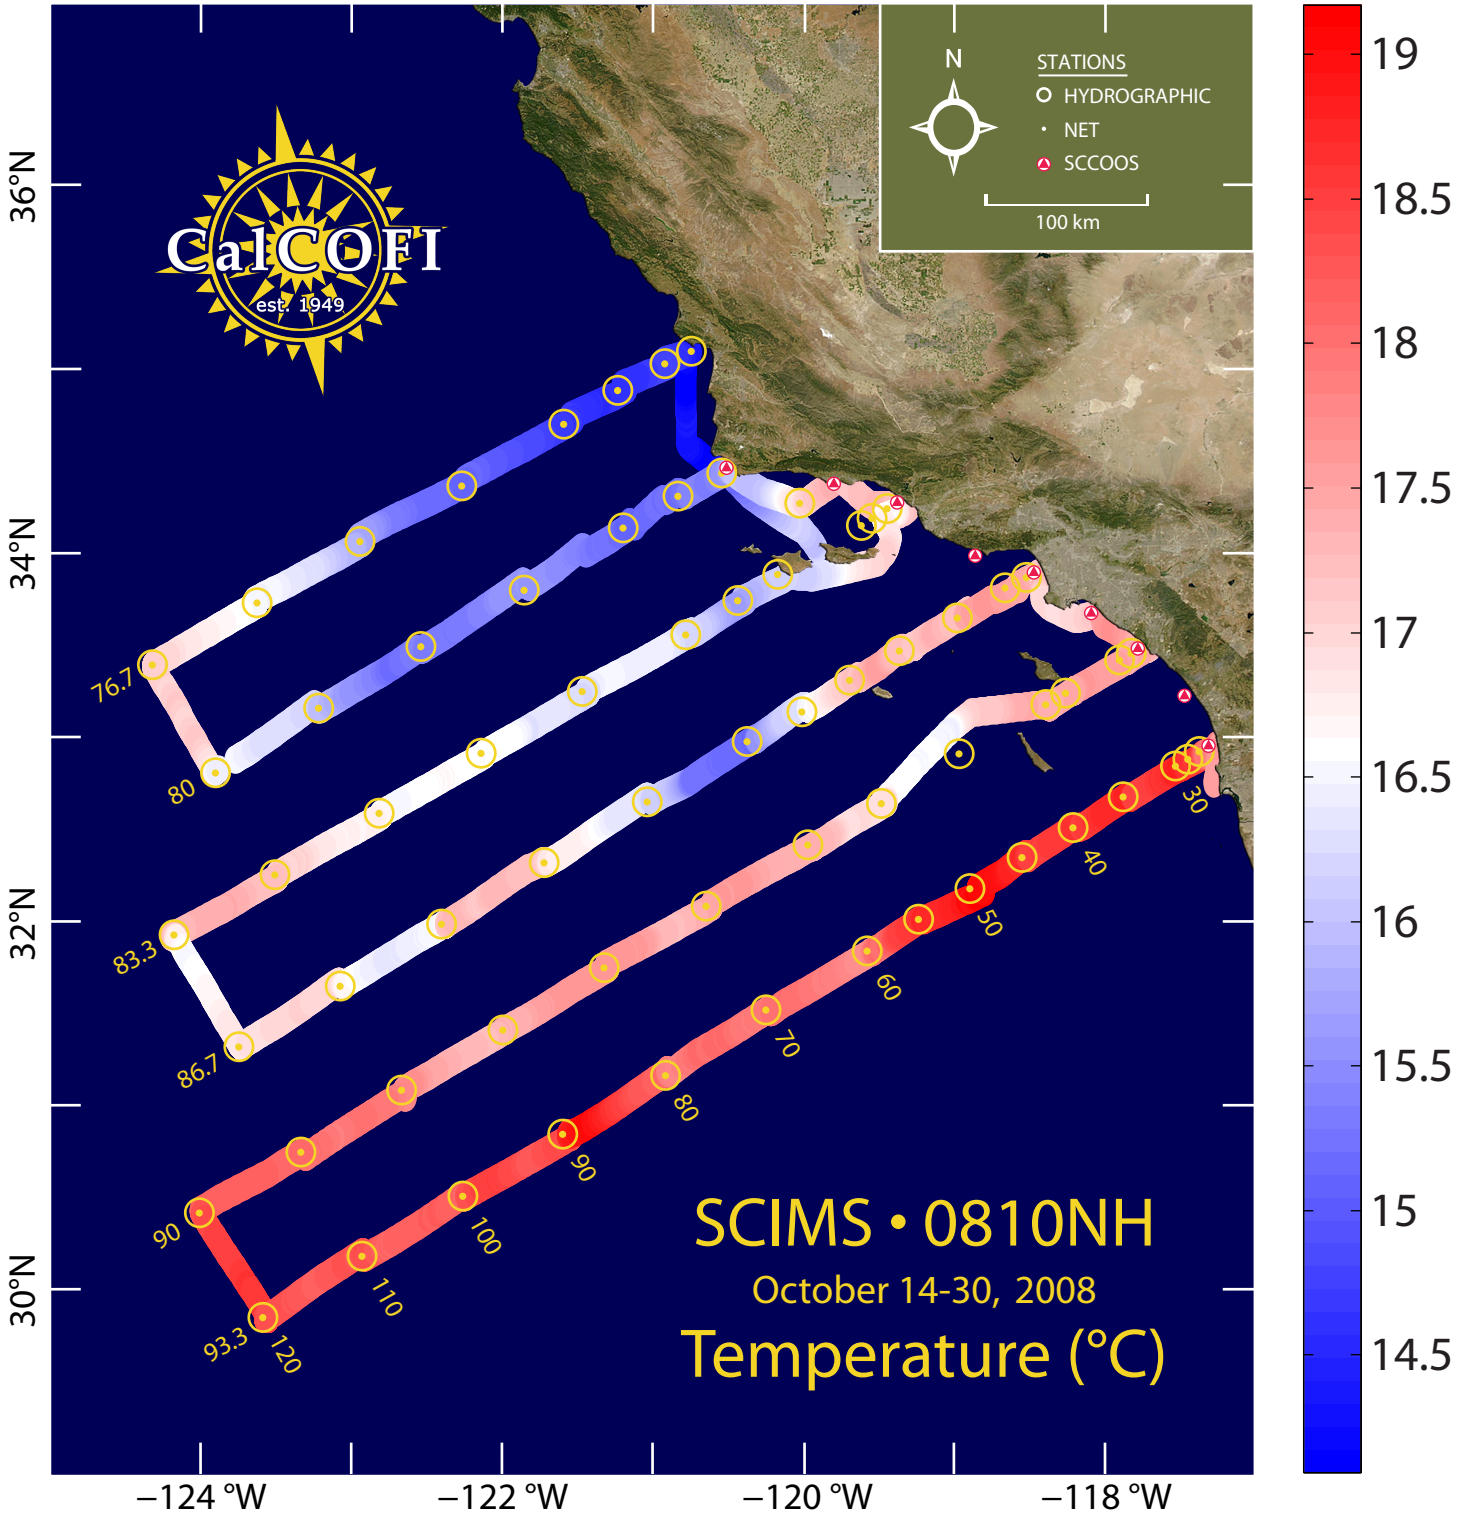 CalCOFI
est. 1949
N
STATIONS
HYDROGRAPHIC
NET
SCCOOS
100 km
36°N
34°N
32°N
30°N
−124 °W
−122 °W
−120 °W
−118 °W
76.7
80
83.3
86.7
90
93.3
30
40
50
60
70
80
90
100
110
120
SCIMS • 0810NH
October 14-30, 2008
Temperature (°C)
19
18.5
18
17.5
17
16.5
16
15.5
15
14.5